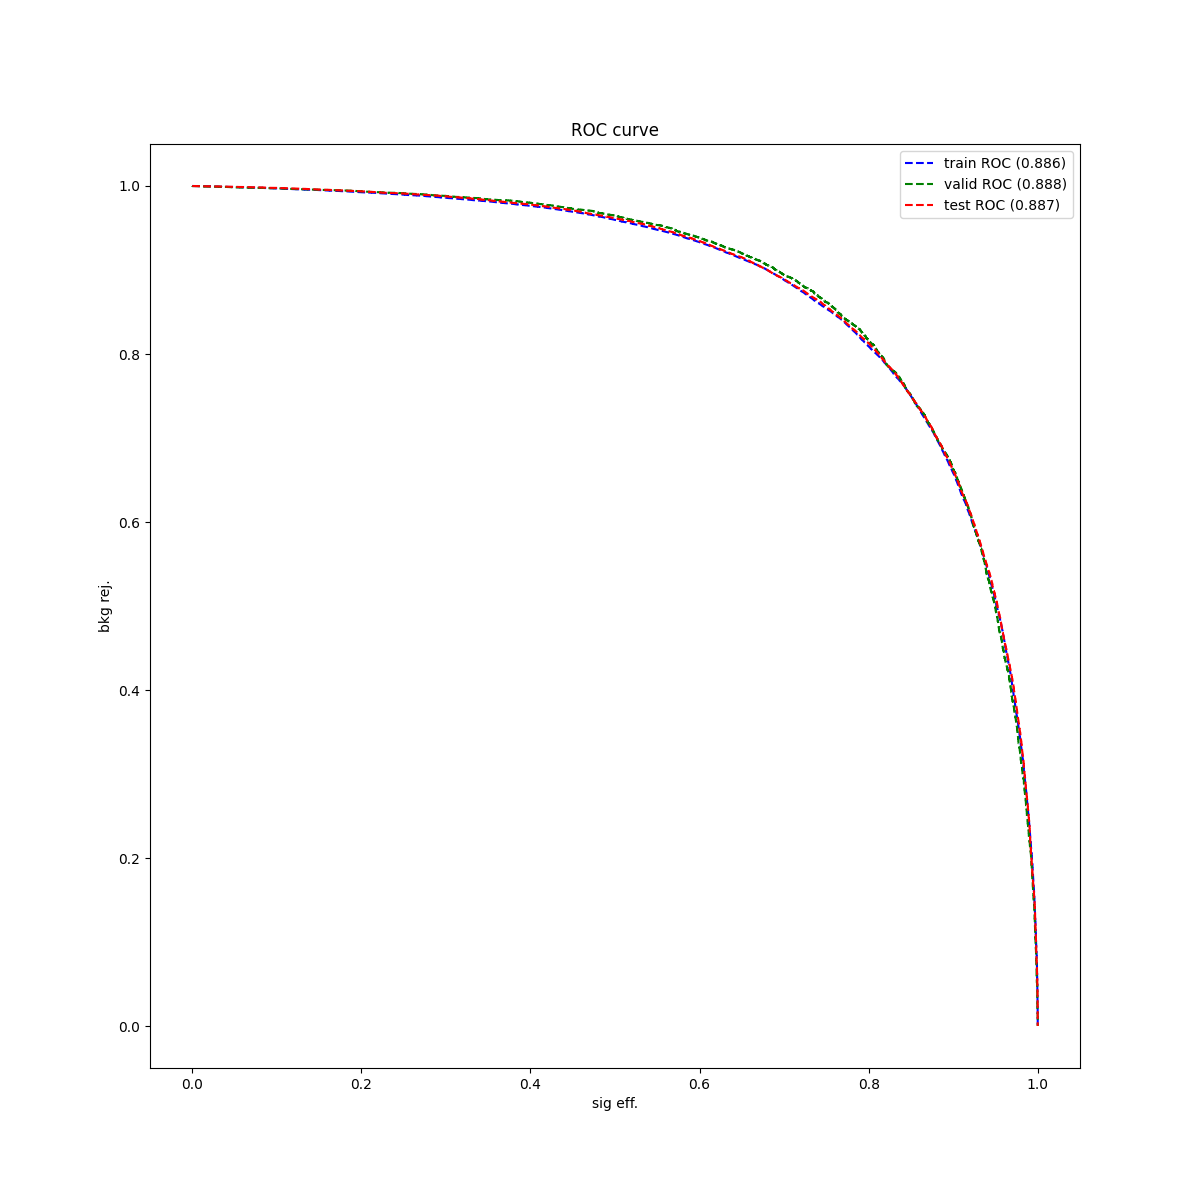 ROC curve
train ROC (0.886)
valid ROC (0.888)
test ROC (0.887)
1.0
0.8
0.6
0.4
0.2
0.0
bkg rej.
0.0 0.2 0.4 0.6 0.8 1.0
sig eff.